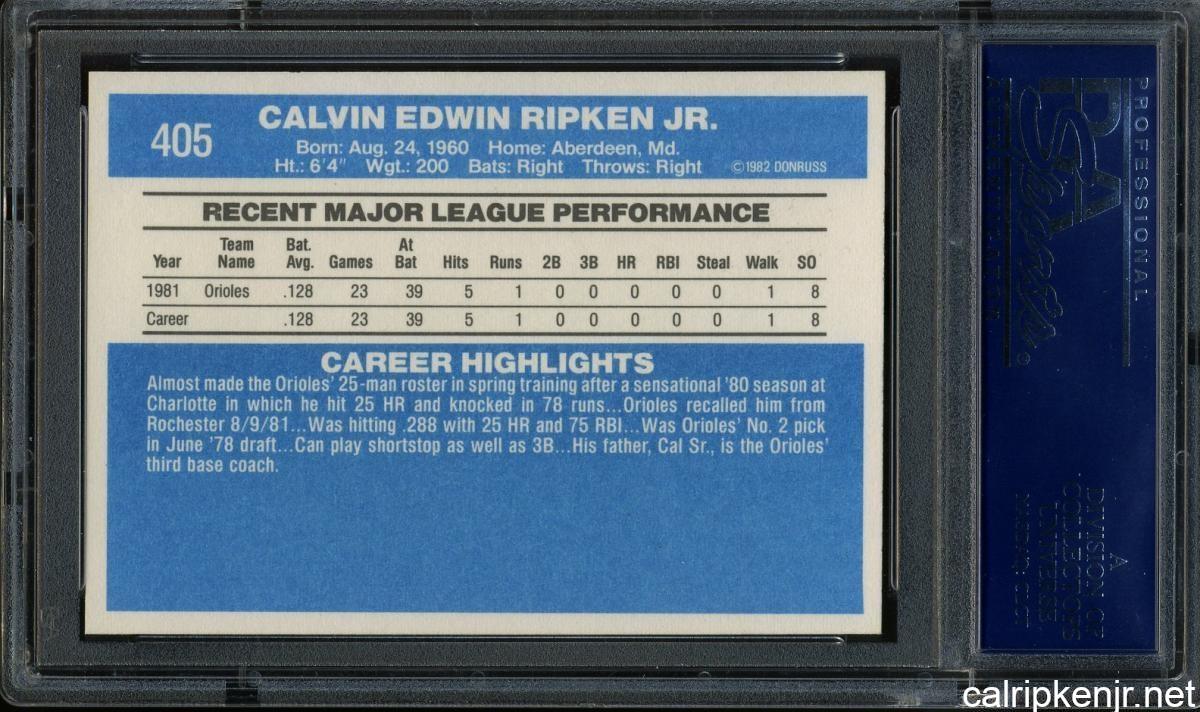 405
CALVIN EDWIN RIPKEN JR.
Born: Aug. 24, 1960 Home: Aberdeen, Md.
Ht.: 6'4" Wgt.: 200 Bats: Right Throws: Right ©1982 DONRUSS
RECENT MAJOR LEAGUE PERFORMANCE
Year Team Name Bat. Avg. Games At Bat Hits Runs 2B 3B HR RBI Steal Walk SO
1981 Orioles .128 23 39 5 1 0 0 0 0 0 1 8
Career .128 23 39 5 1 0 0 0 0 0 1 8
CAREER HIGHLIGHTS
Almost made the Orioles' 25-man roster in spring training after a sensational '80 season at
Charlotte in which he hit 25 HR and knocked in 78 runs...Orioles recalled him from
Rochester 8/9/81...Was hitting .288 with 25 HR and 75 RBI...Was Orioles' No. 2 pick
in June '78 draft...Can play shortstop as well as 3B...His father, Cal Sr., is the Orioles'
third base coach.
PROFESSIONAL
PSA
A
DIVISION OF
COLLECTORS
UNIVERSE
NASDAQ: CLCT
calripkenjr.net